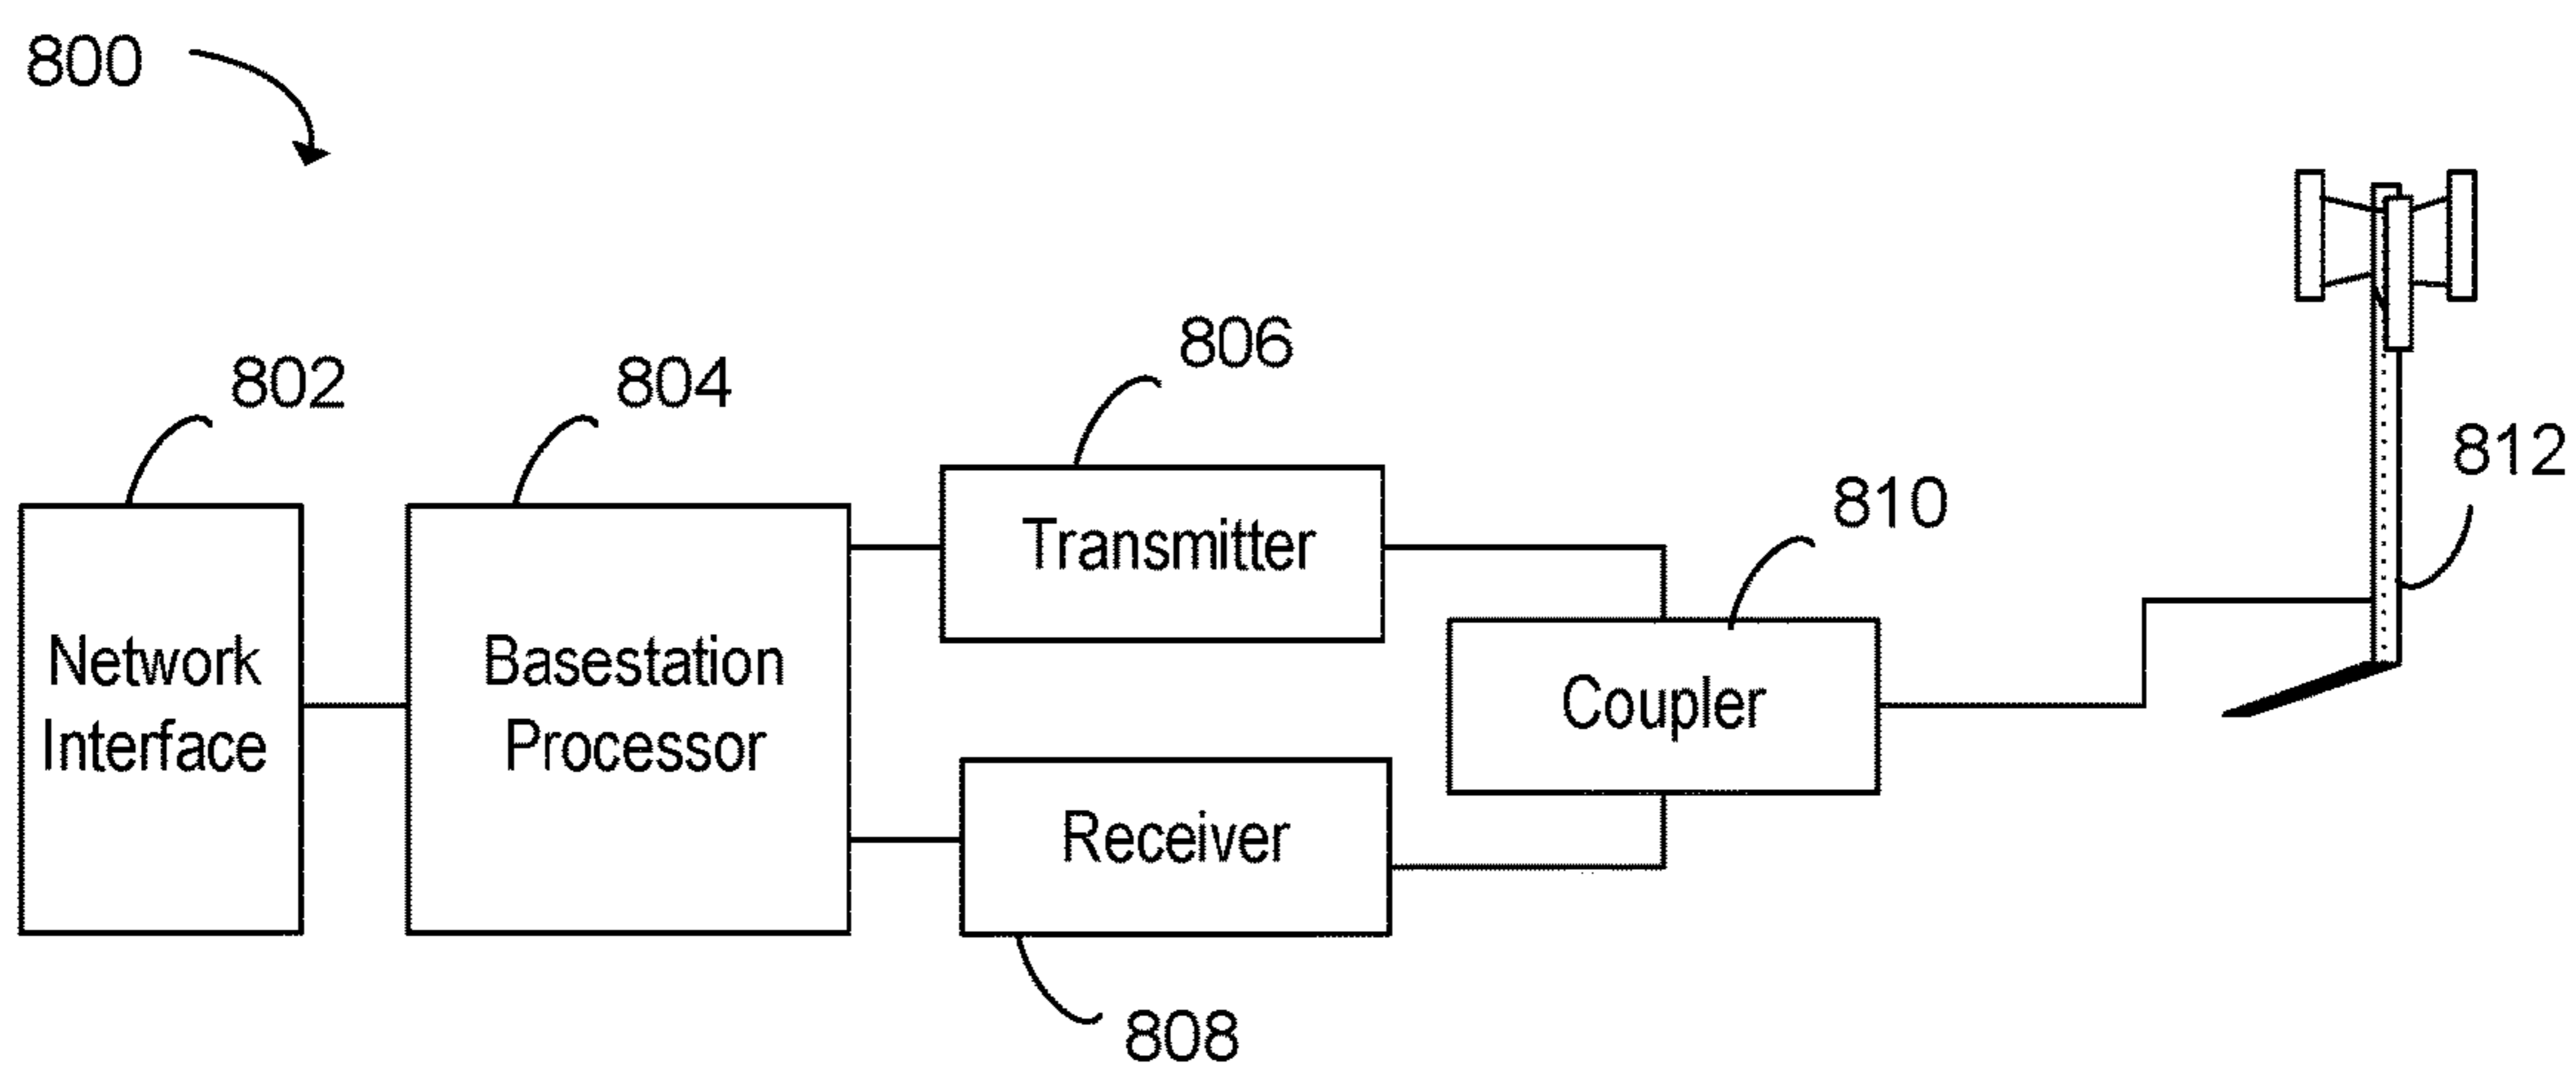 800
802
804
806
810
812
Network
Interface
Basestation
Processor
Transmitter
Coupler
Receiver
808